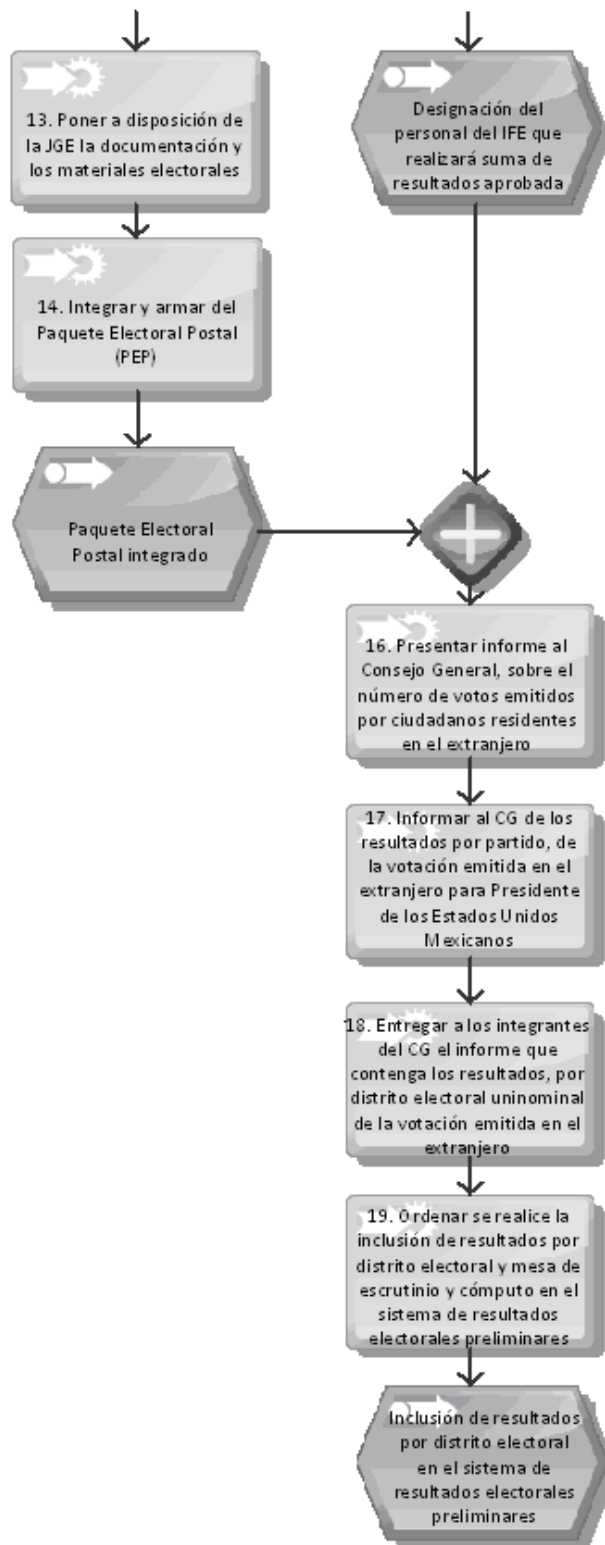 13. Poner a disposición de
la JGE la documentación y
los materiales electorales
14. Integrar y armar del
Paquete Electoral Postal
(PEP)
Paquete Electoral
Postal integrado
Designación del
personal del IFE que
realizará suma de
resultados aprobada
16. Presentar informe al
Consejo General, sobre el
número de votos emitidos
por ciudadanos residentes
en el extranjero
17. Informar al CG de los
resultados por partido, de
la votación emitida en el
extranjero para Presidente
de los Estados Unidos
Mexicanos
18. Entregar a los integrantes
del CG el informe que
contenga los resultados, por
distrito electoral uninominal
de la votación emitida en el
extranjero
19. Ordenar se realice la
inclusión de resultados por
distrito electoral y mesa de
escrutinio y cómputo en el
sistema de resultados
electorales preliminares
Inclusión de resultados
por distrito electoral
en el sistema de
resultados electorales
preliminares